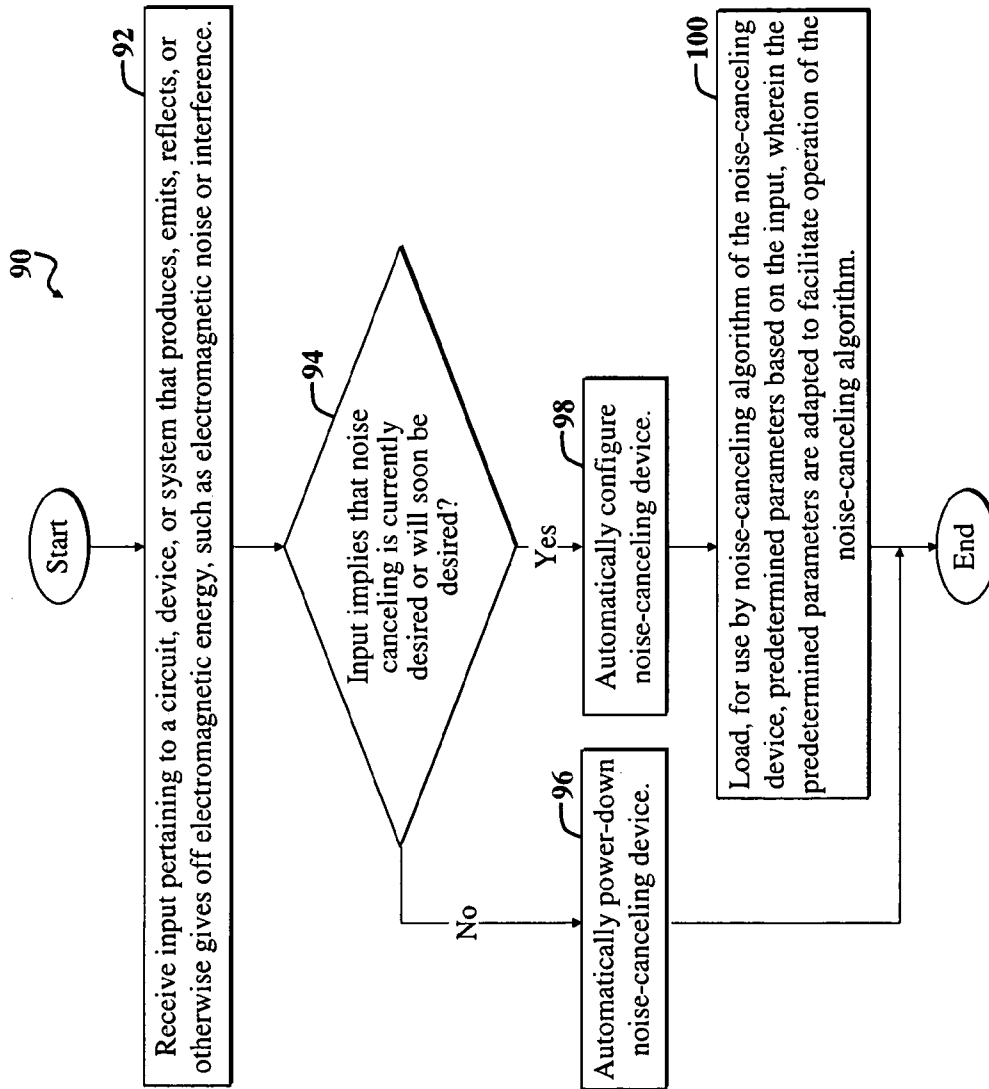 90
Start
92
Receive input pertaining to a circuit, device, or system that produces, emits, reflects, or
otherwise gives off electromagnetic energy, such as electromagnetic noise or interference.
94
Input implies that noise
canceling is currently
desired or will soon be
desired?
No
Yes
96
Automatically power-down
noise-canceling device.
98
Automatically configure
noise-canceling device.
100
Load, for use by noise-canceling algorithm of the noise-canceling
device, predetermined parameters based on the input, wherein the
predetermined parameters are adapted to facilitate operation of the
noise-canceling algorithm.
End